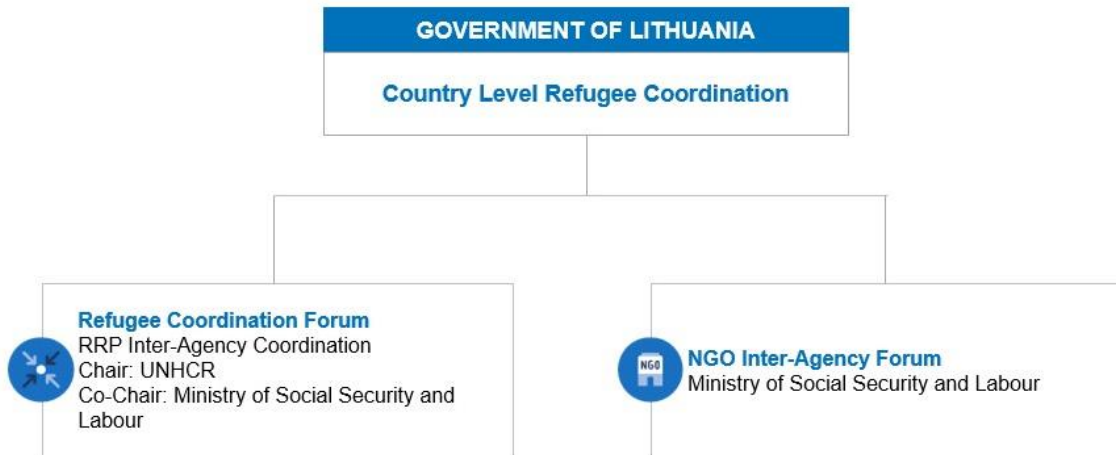 GOVERNMENT OF LITHUANIA
Country Level Refugee Coordination
Refugee Coordination Forum
RRP Inter-Agency Coordination
Chair: UNHCR
Co-Chair: Ministry of Social Security and
Labour
NGO
NGO Inter-Agency Forum
Ministry of Social Security and Labour